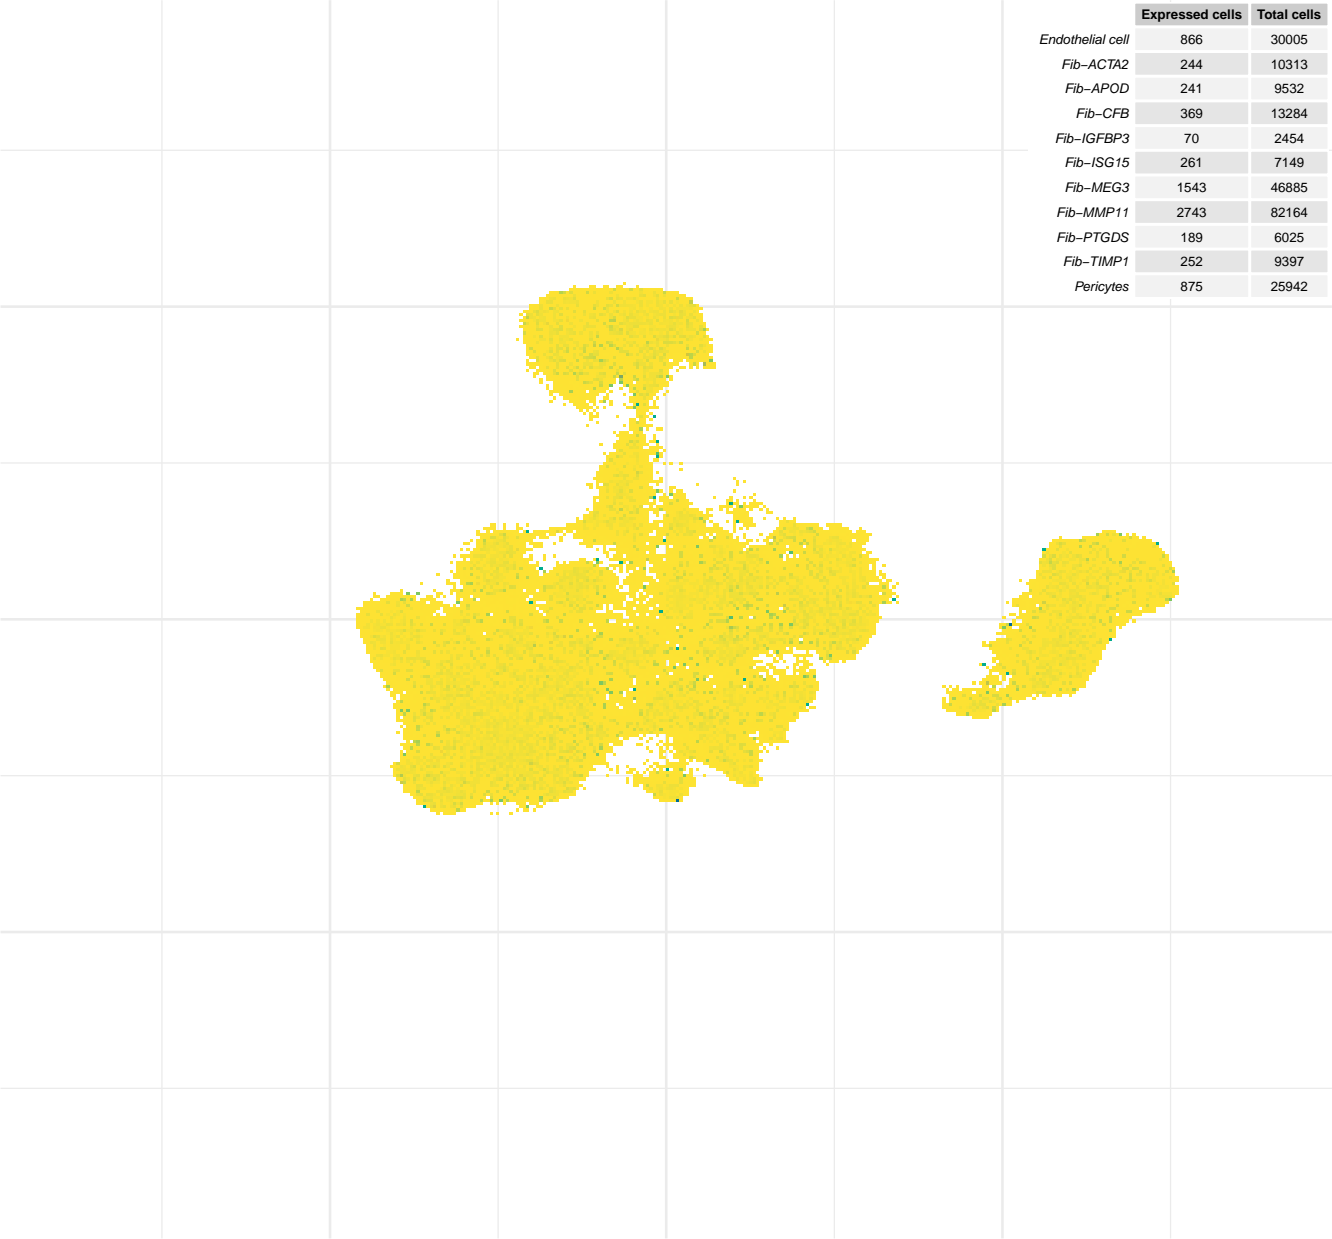 Expressed cells Total cells
Endothelial cell 866 30005
Fib−ACTA2 244 10313
Fib−APOD 241 9532
Fib−CFB 369 13284
Fib−IGFBP3 70 2454
Fib−ISG15 261 7149
Fib−MEG3 1543 46885
Fib−MMP11 2743 82164
Fib−PTGDS 189 6025
Fib−TIMP1 252 9397
Pericytes 875 25942